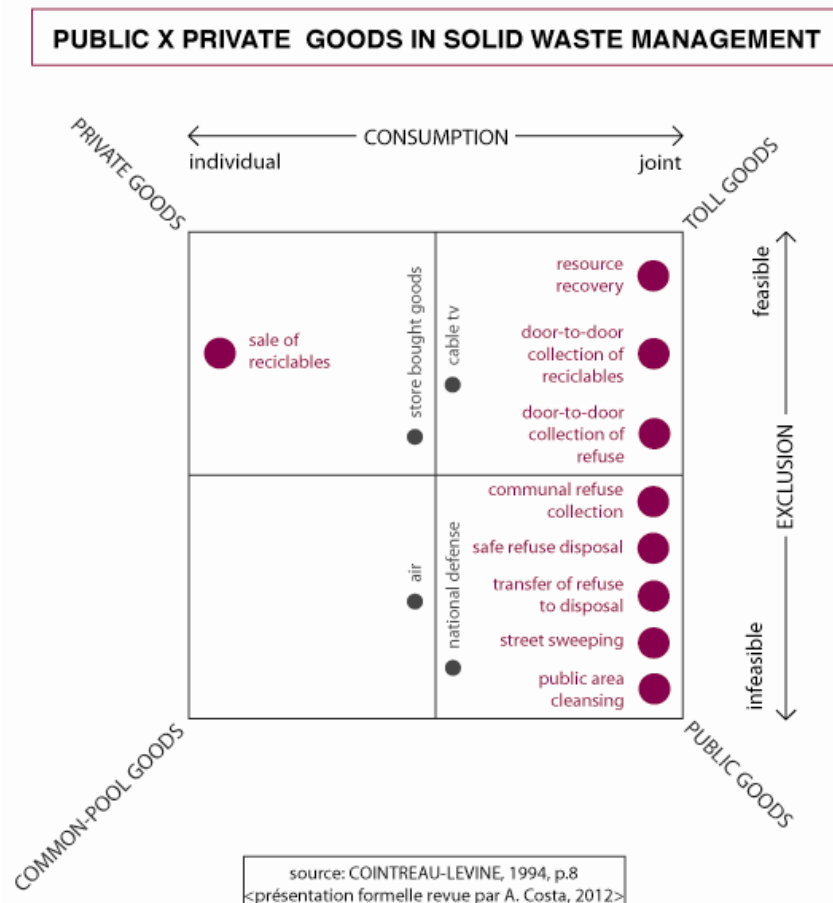 PUBLIC X PRIVATE GOODS IN SOLID WASTE MANAGEMENT
PRIVATE GOODS
CONSUMPTION
individual
joint
TOLL GOODS
sale of
reciclables
store bought goods
cable tv
resource
recovery
door-to-door
collection of
reciclables
door-to-door
collection of
refuse
feasible
EXCLUSION
infeasible
air
national defense
communal refuse
collection
safe refuse disposal
transfer of refuse
to disposal
street sweeping
public area
cleansing
COMMON-POOL GOODS
PUBLIC GOODS
source: COINTREAU-LEVINE, 1994, p.8
<présentation formelle revue par A. Costa, 2012>